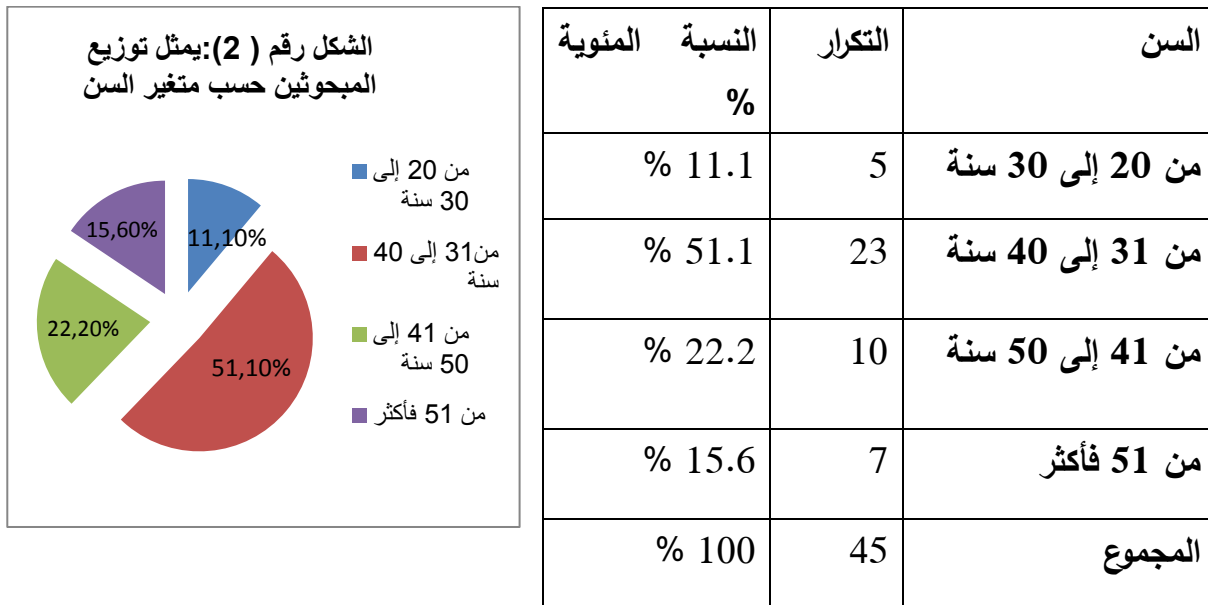 الشكل رقم ( 2):يمثل توزيع
المبحوثين حسب متغير السن
من 20 إلى
30 سنة
من31 إلى 40
سنة
من 41 إلى
50 سنة
من 51 فأكثر
11,10%
51,10%
22,20%
15,60%
السن التكرار النسبة المئوية
%
من 20 إلى 30 سنة 5 11.1 %
من 31 إلى 40 سنة 23 51.1 %
من 41 إلى 50 سنة 10 22.2 %
من 51 فأكثر 7 15.6 %
المجموع 45 100 %